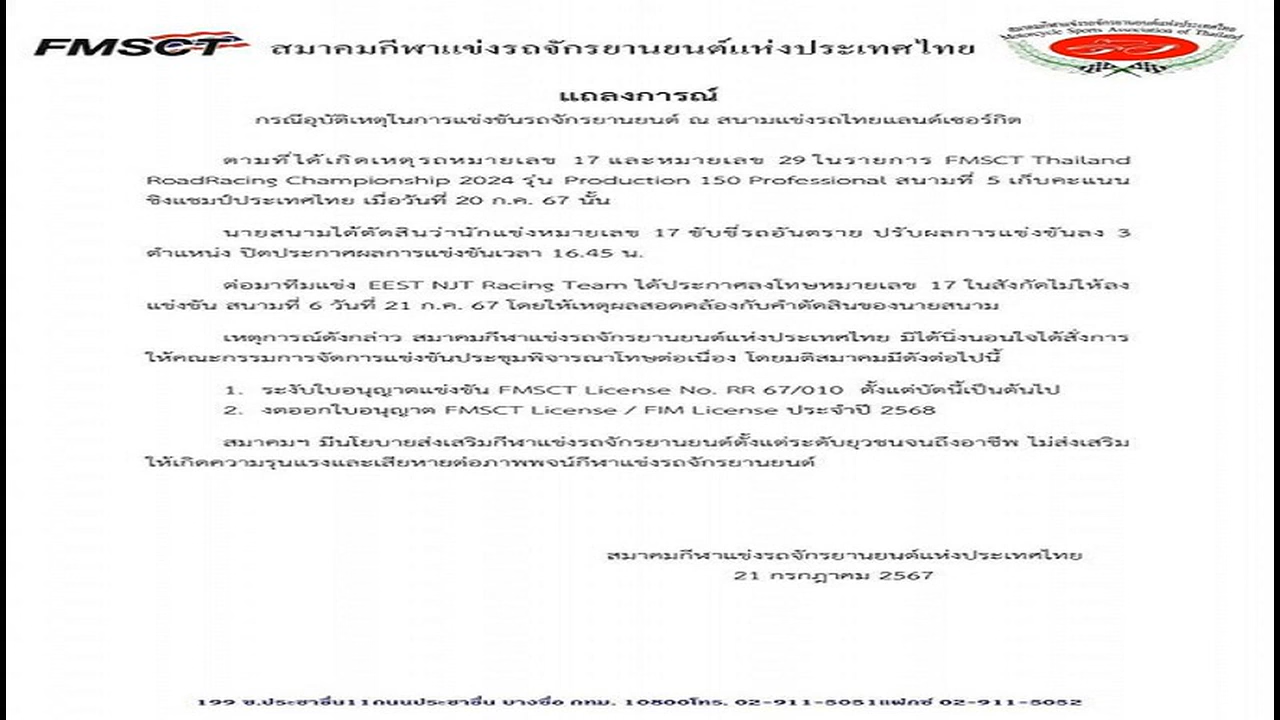 FMSCT สมาคมกีฬาแข่งรถจักรยานยนต์แห่งประเทศไทย
สมาคมกีฬาแข่งรถจักรยานยนต์แห่งประเทศไทย
Motorcycle Sports Association of Thailand
แถลงการณ์
กรณีอุบัติเหตุในการแข่งขันรถจักรยานยนต์ ณ สนามแข่งรถไทยแลนด์เซอร์กิต
ตามที่ได้เกิดเหตุรถหมายเลข 17 และหมายเลข 29 ในรายการ FMSCT Thailand
RoadRacing Championship 2024 รุ่น Production 150 Professional สนามที่ 5 เก็บคะแนน
ชิงแชมป์ประเทศไทย เมื่อวันที่ 20 ก.ค. 67 นั้น
นายสนามได้ตัดสินว่านักแข่งหมายเลข 17 ขับขี่รถอันตราย ปรับผลการแข่งขันลง 3
ตำแหน่ง ปิดประกาศผลการแข่งขันเวลา 16.45 น.
ต่อมาทีมแข่ง EEST NJT Racing Team ได้ประกาศลงโทษหมายเลข 17 ในสังกัดไม่ให้ลง
แข่งขัน สนามที่ 6 วันที่ 21 ก.ค. 67 โดยให้เหตุผลสอดคล้องกับคำตัดสินของนายสนาม
เหตุการณ์ดังกล่าว สมาคมกีฬาแข่งรถจักรยานยนต์แห่งประเทศไทย มิได้นิ่งนอนใจได้สั่งการ
ให้คณะกรรมการจัดการแข่งขันประชุมพิจารณาโทษต่อเนื่อง โดยมติสมาคมมีดังต่อไปนี้
1. ระงับใบอนุญาตแข่งขัน FMSCT License No. RR 67/010 ตั้งแต่บัดนี้เป็นต้นไป
2. งดออกใบอนุญาต FMSCT License / FIM License ประจำปี 2568
สมาคมฯ มีนโยบายส่งเสริมกีฬาแข่งรถจักรยานยนต์ตั้งแต่ระดับยุวชนจนถึงอาชีพ ไม่ส่งเสริม
ให้เกิดความรุนแรงและเสียหายต่อภาพพจน์กีฬาแข่งรถจักรยานยนต์
สมาคมกีฬาแข่งรถจักรยานยนต์แห่งประเทศไทย
21 กรกฎาคม 2567
199 ซ.ประชาชื่น11ถนนประชาชื่น บางซื่อ กทม. 10800โทร. 02-911-5051แฟกซ์ 02-911-5052